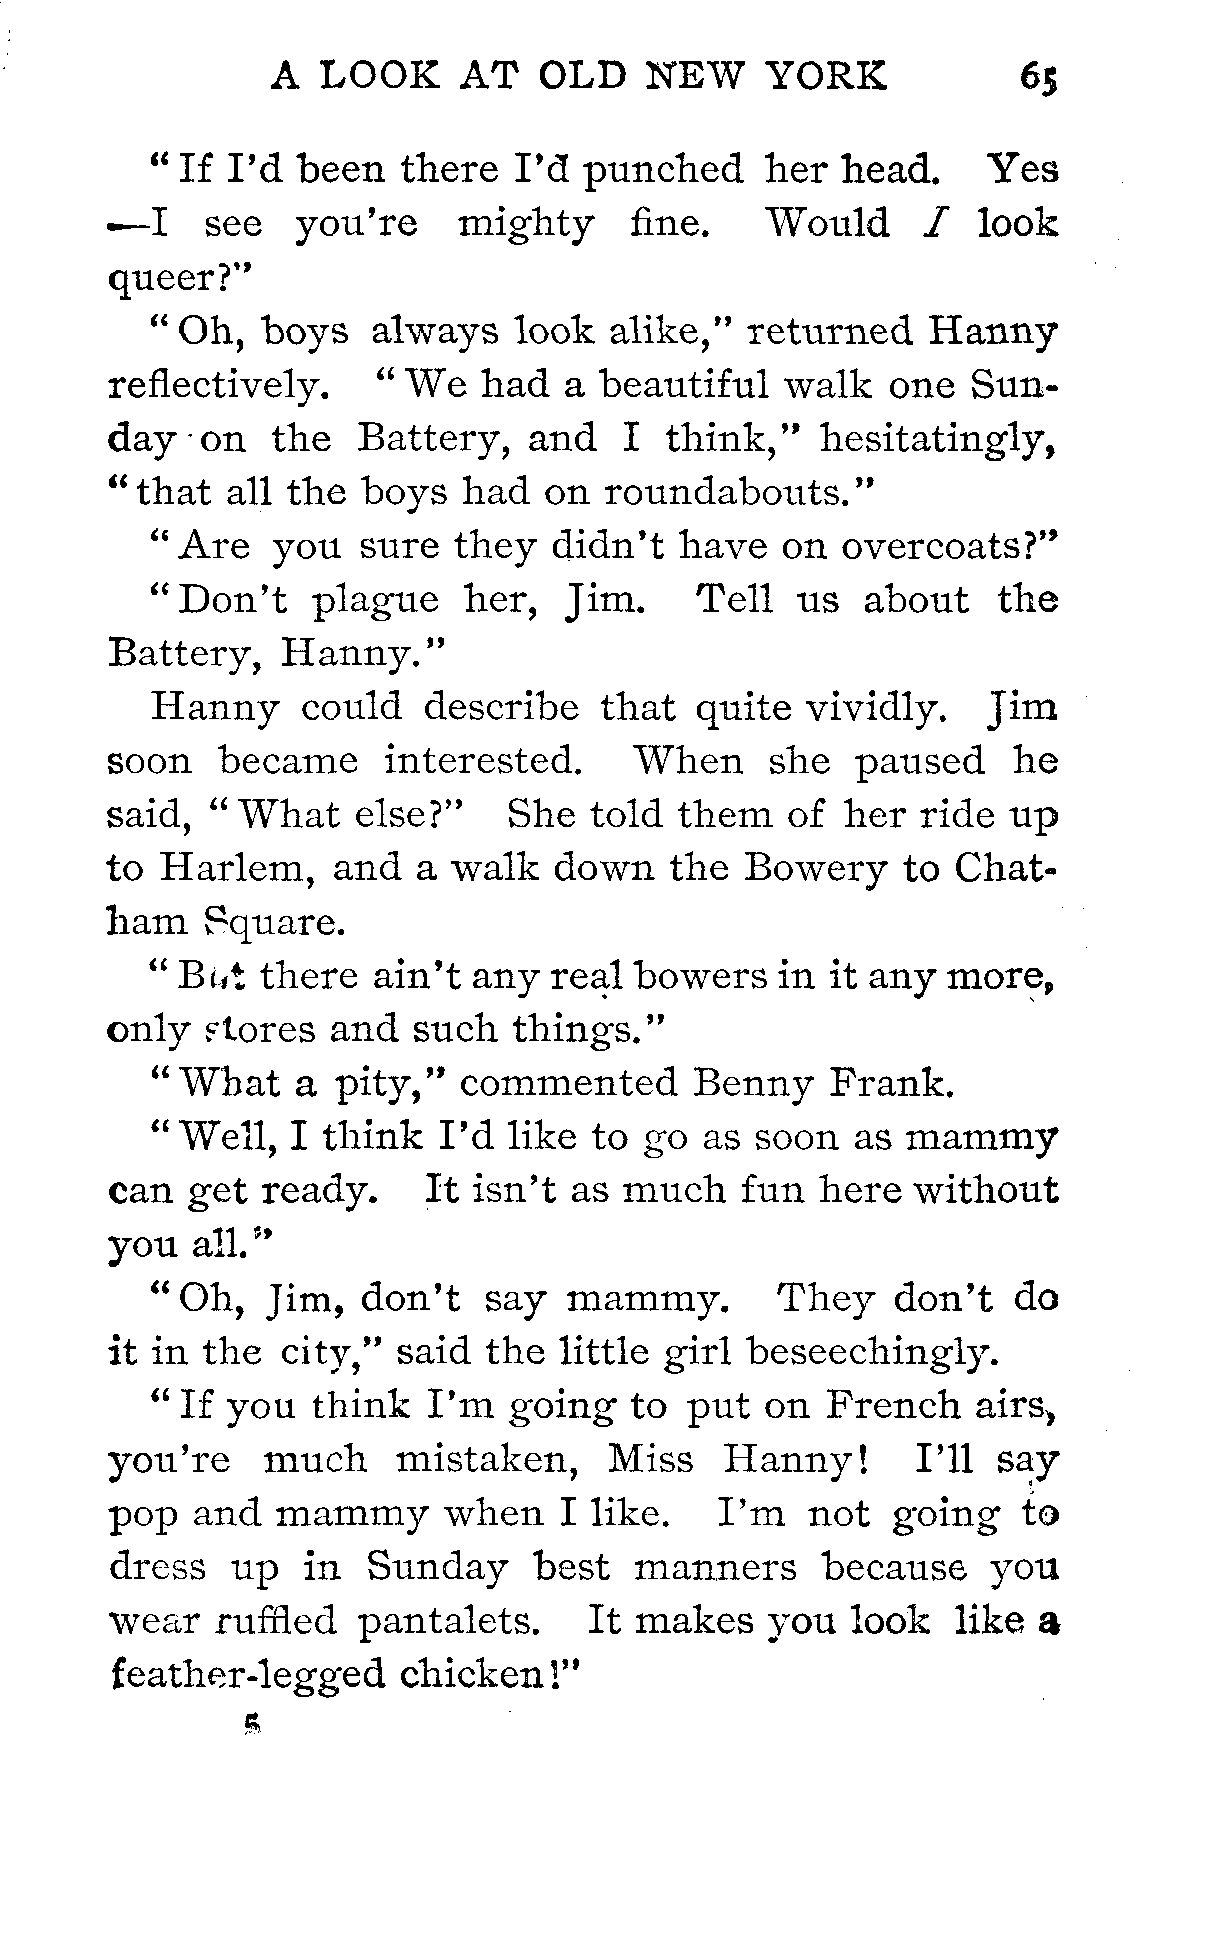 A LOOK AT OLD NEW YORK 65
“If I’d been there I’d punched her head. Yes
—I see you’re mighty fine. Would I look
queer?”
“Oh, boys always look alike,” returned Hanny
reflectively. “We had a beautiful walk one Sun-
day on the Battery, and I think,” hesitatingly,
“that all the boys had on roundabouts.”
“Are you sure they didn’t have on overcoats?”
“Don’t plague her, Jim. Tell us about the
Battery, Hanny.”
Hanny could describe that quite vividly. Jim
soon became interested. When she paused he
said, “What else?” She told them of her ride up
to Harlem, and a walk down the Bowery to Chat-
ham Square.
“But there ain’t any real bowers in it any more,
only stores and such things.”
“What a pity,” commented Benny Frank.
“Well, I think I’d like to go as soon as mammy
can get ready. It isn’t as much fun here without
you all.”
“Oh, Jim, don’t say mammy. They don’t do
it in the city,” said the little girl beseechingly.
“If you think I’m going to put on French airs,
you’re much mistaken, Miss Hanny! I’ll say
pop and mammy when I like. I’m not going to
dress up in Sunday best manners because you
wear ruffled pantalets. It makes you look like a
feather-legged chicken!”
5